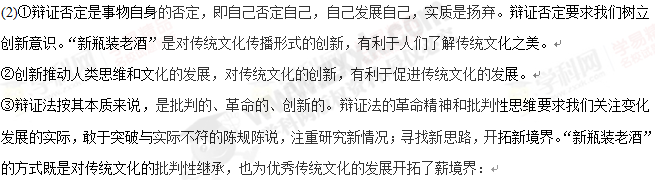 (2)①辩证否定是事物自身的否定，即自己否定自己，自己发展自己，实质是扬弃。辩证否定要求我们树立
创新意识。“新瓶装老酒”是对传统文化传播形式的创新，有利于人们了解传统文化之美。
②创新推动人类思维和文化的发展，对传统文化的创新，有利于促进传统文化的发展。
③辩证法按其本质来说，是批判的、革命的、创新的。辩证法的革命精神和批判性思维要求我们关注变化
发展的实际，敢于突破与实际不符的陈规陈说，注重研究新情况；寻找新思路，开拓新境界。“新瓶装老酒”
的方式既是对传统文化的批判性继承，也为优秀传统文化的发展开拓了薪境界：